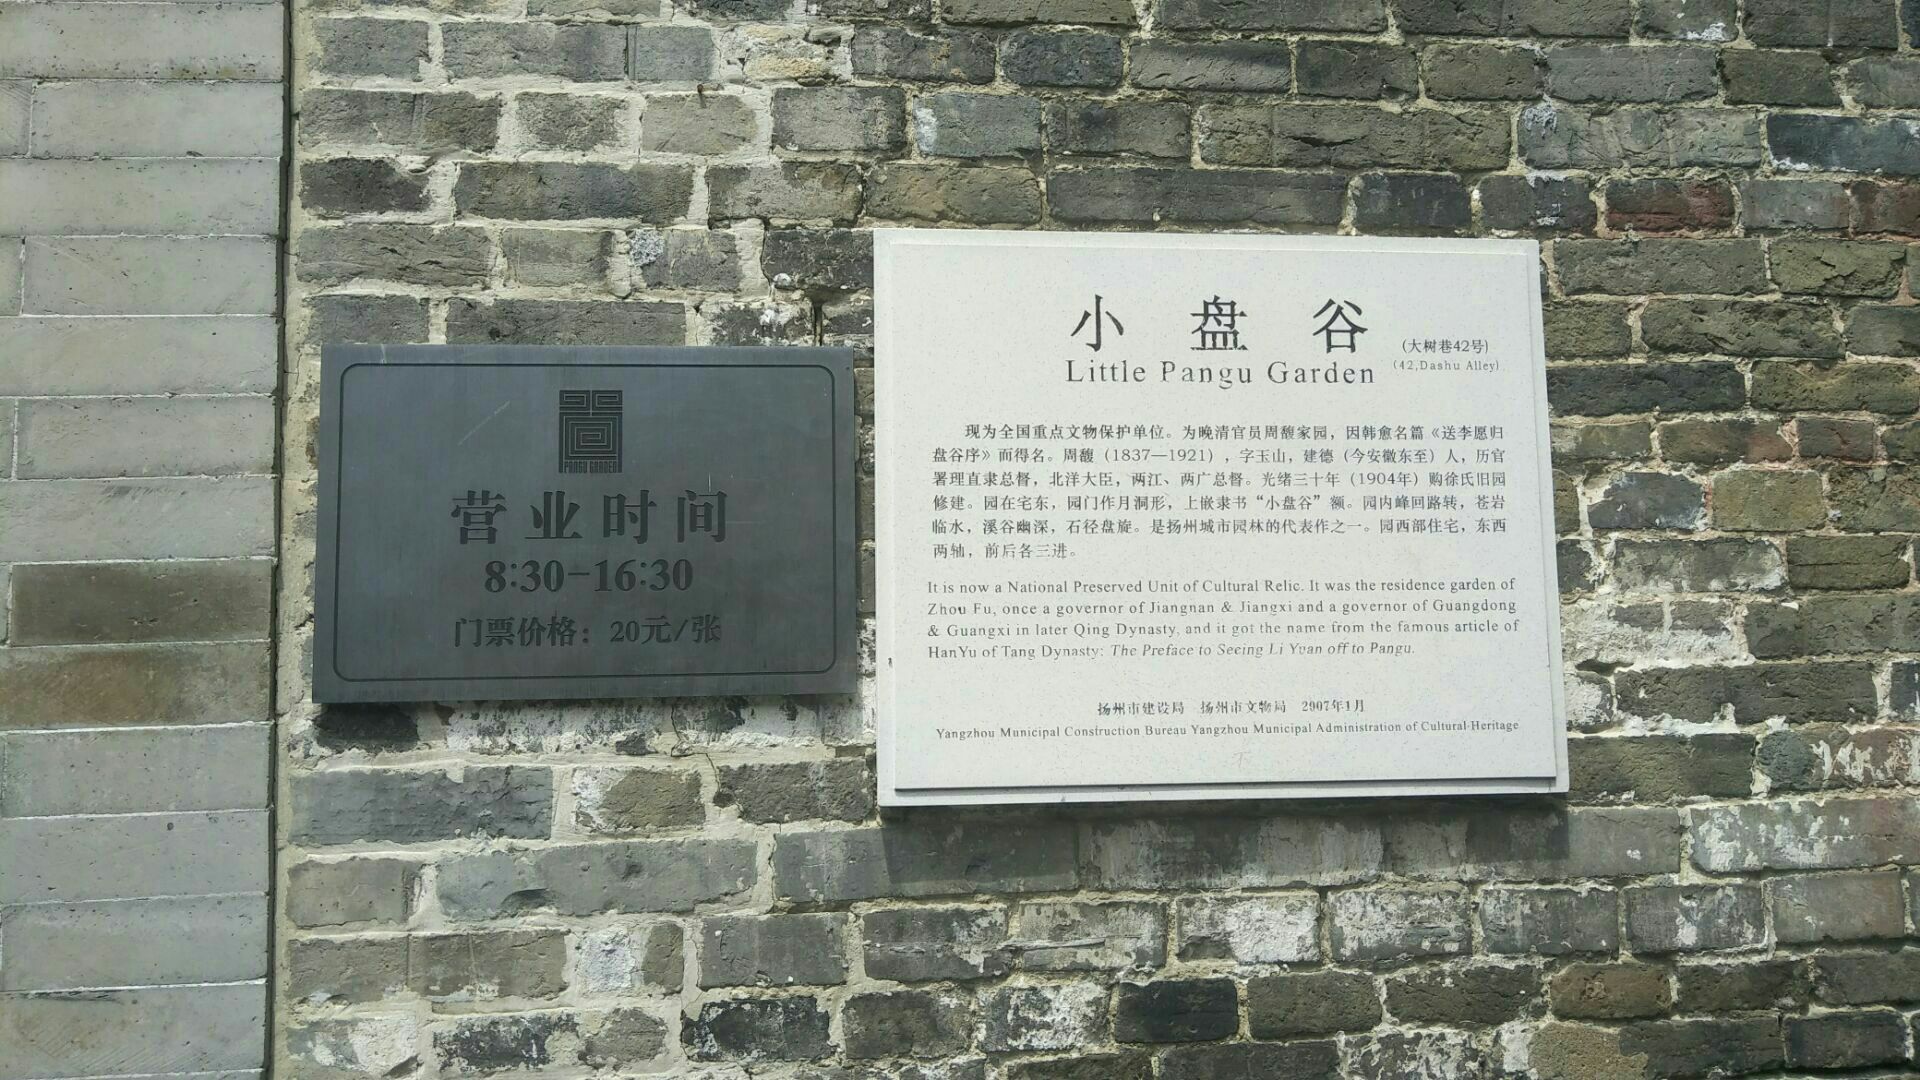 PANGU GARDEN
营业时间
8:30-16:30
门票价格：20元/张
小盘谷
(大树巷42号)
Little Pangu Garden
(42,Dashu Alley)
现为全国重点文物保护单位。为晚清官员周馥家园，因韩愈名篇《送李愿归
盘谷序》而得名。周馥（1837—1921），字玉山，建德（今安徽东至）人，历官
署理直隶总督，北洋大臣，两江、两广总督。光绪三十年（1904年）购徐氏旧园
修建。园在宅东，园门作月洞形，上嵌隶书“小盘谷”额。园内峰回路转，苍岩
临水，溪谷幽深，石径盘旋。是扬州城市园林的代表作之一。园西部住宅，东西
两轴，前后各三进。
It is now a National Preserved Unit of Cultural Relic. It was the residence garden of
Zhou Fu, once a governor of Jiangnan & Jiangxi and a governor of Guangdong
& Guangxi in later Qing Dynasty, and it got the name from the famous article of
HanYu of Tang Dynasty: The Preface to Seeing Li Yuan off to Pangu.
扬州市建设局 扬州市文物局 2007年1月
Yangzhou Municipal Construction Bureau Yangzhou Municipal Administration of Cultural Heritage